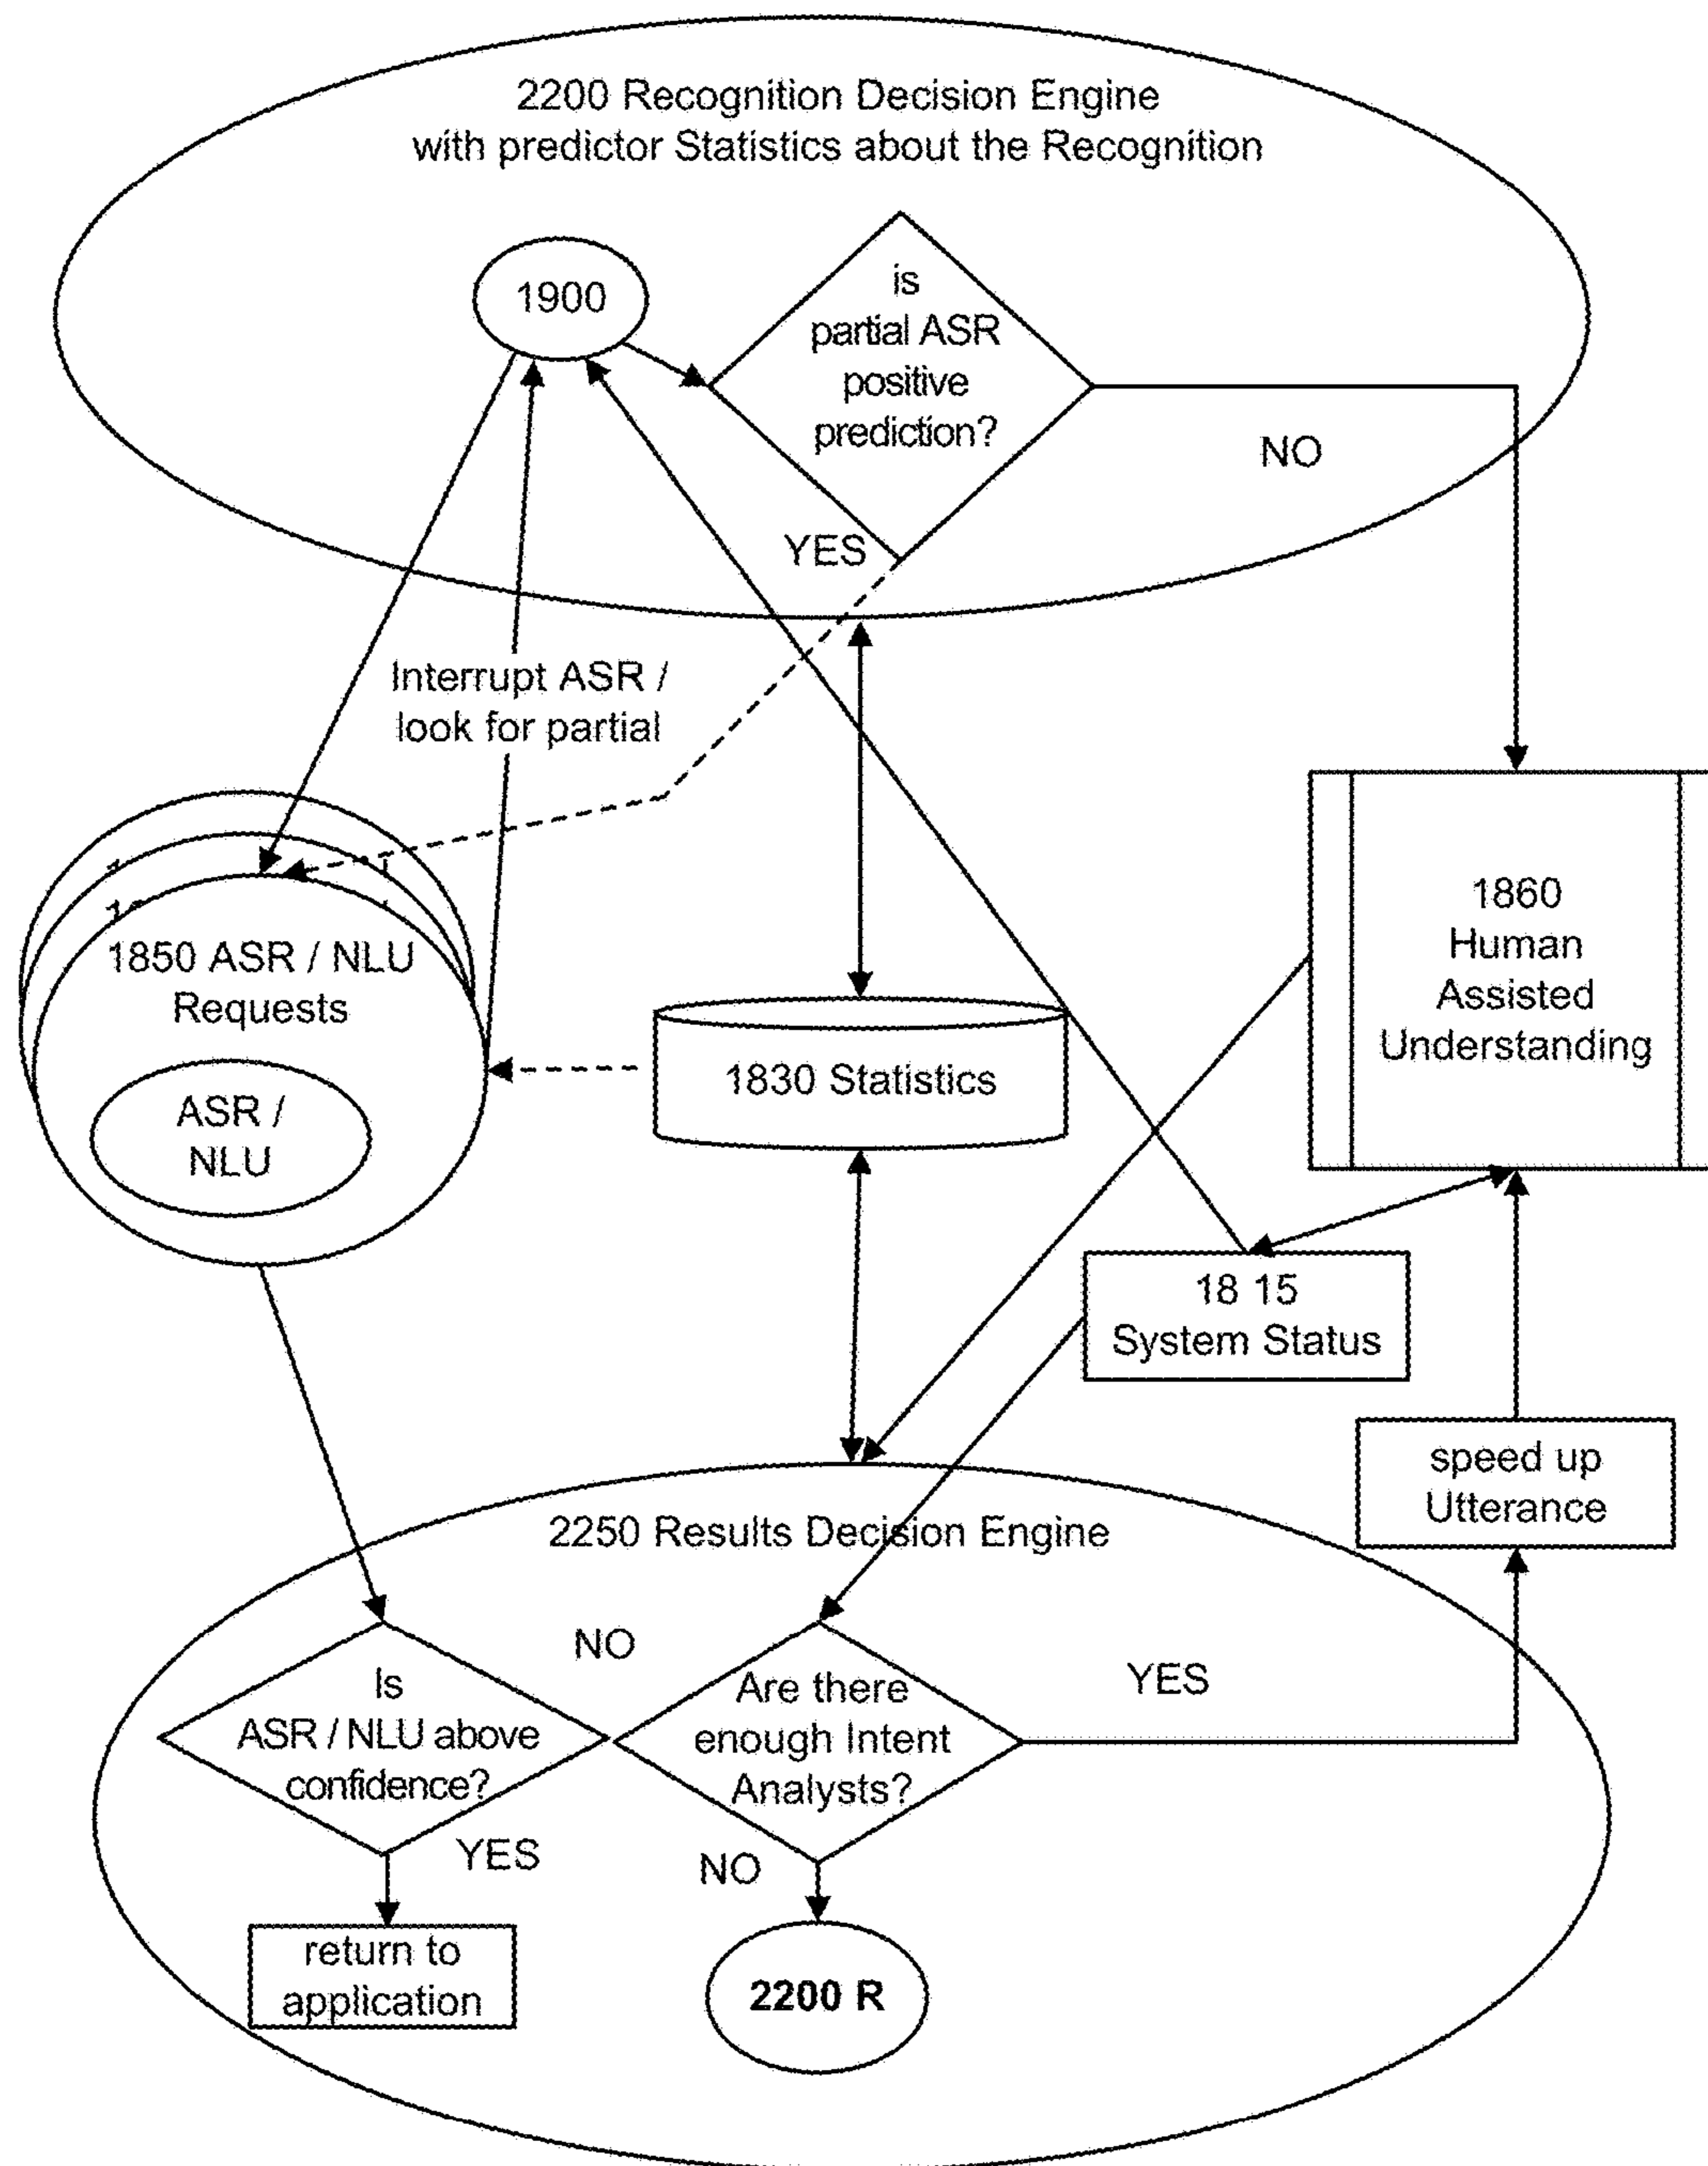 2200 Recognition Decision Engine
with predictor Statistics about the Recognition
1900
is
partial ASR
positive
prediction?
NO
YES
Interrupt ASR /
look for partial
1850 ASR / NLU
Requests
ASR /
NLU
1830 Statistics
1860
Human
Assisted
Understanding
18 15
System Status
speed up
Utterance
2250 Results Decision Engine
NO
Is
ASR / NLU above
confidence?
YES
Are there
enough Intent
Analysts?
YES
NO
return to
application
2200 R